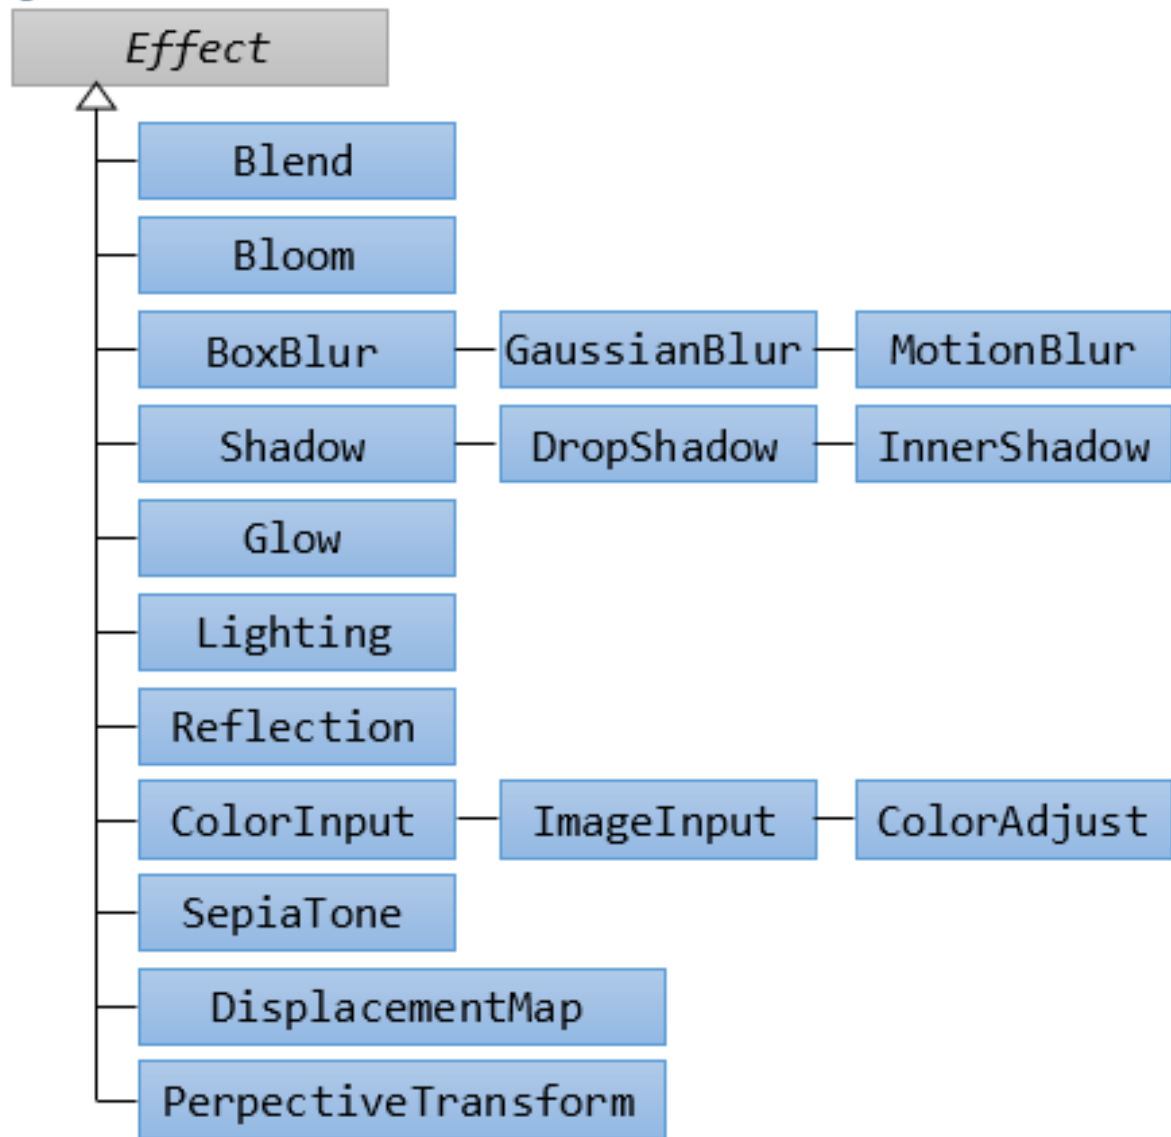 Effect
Blend
Bloom
BoxBlur GaussianBlur MotionBlur
Shadow DropShadow InnerShadow
Glow
Lighting
Reflection
ColorInput ImageInput ColorAdjust
SepiaTone
DisplacementMap
PerpectiveTransform